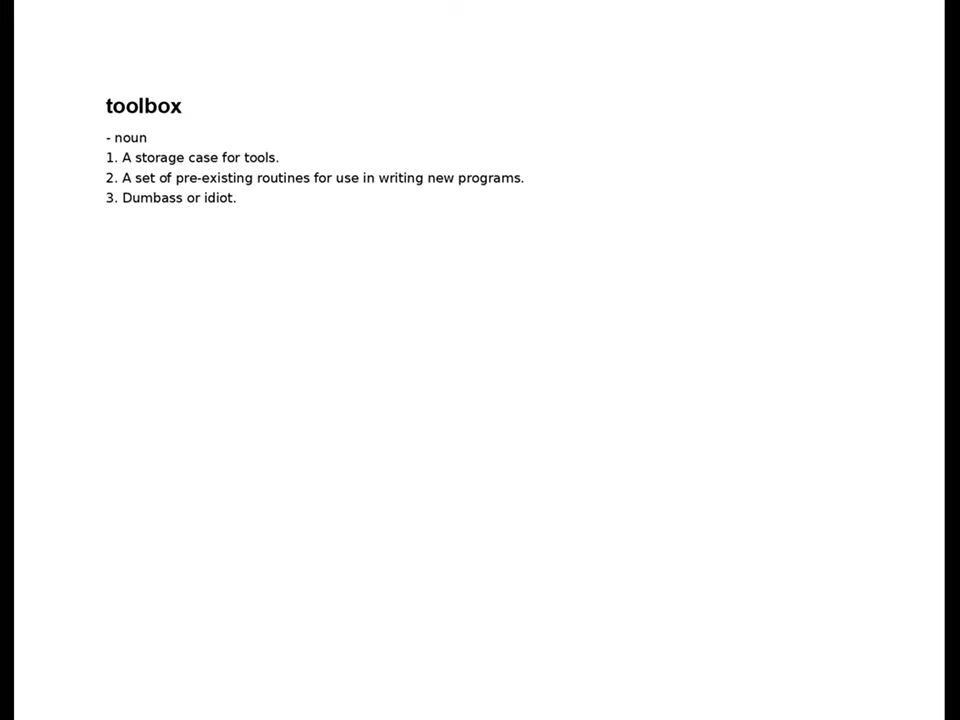 toolbox
- noun
1. A storage case for tools.
2. A set of pre-existing routines for use in writing new programs.
3. Dumbass or idiot.